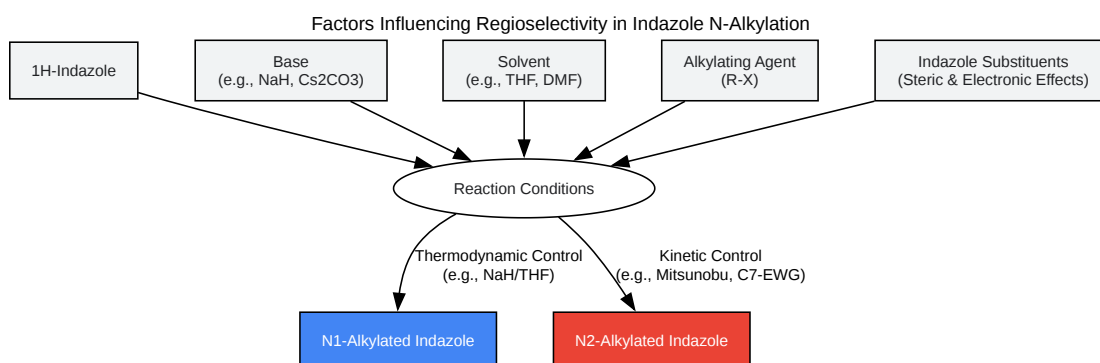 Factors Influencing Regioselectivity in Indazole N-Alkylation
1H-Indazole
Base
(e.g., NaH, Cs2CO3)
Solvent
(e.g., THF, DMF)
Alkylating Agent
(R-X)
Indazole Substituents
(Steric & Electronic Effects)
Reaction Conditions
Thermodynamic Control
(e.g., NaH/THF)
Kinetic Control
(e.g., Mitsunobu, C7-EWG)
N1-Alkylated Indazole
N2-Alkylated Indazole